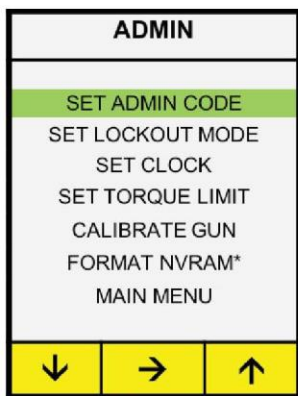 ADMIN
SET ADMIN CODE
SET LOCKOUT MODE
SET CLOCK
SET TORQUE LIMIT
CALIBRATE GUN
FORMAT NVRAM*
MAIN MENU
↓ → ↑